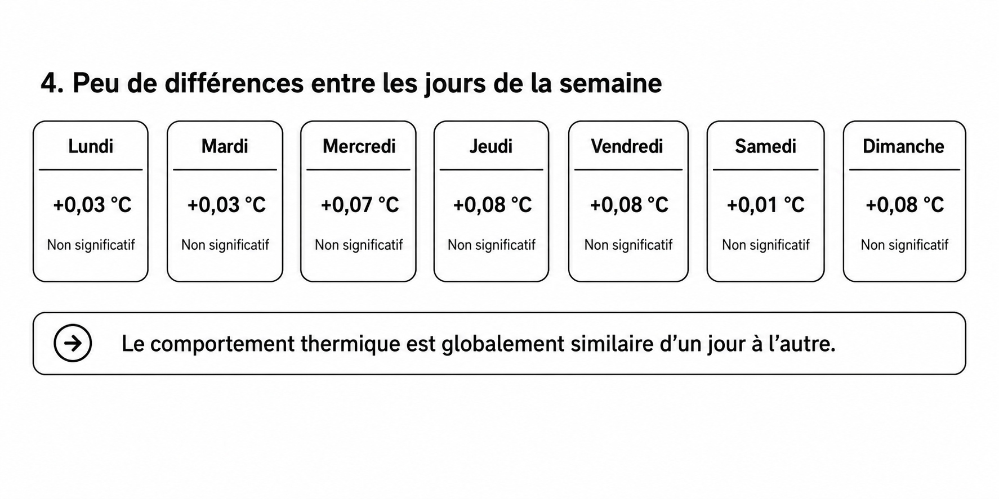 4. Peu de différences entre les jours de la semaine
Lundi
+0,03 °C
Non significatif
Mardi
+0,03 °C
Non significatif
Mercredi
+0,07 °C
Non significatif
Jeudi
+0,08 °C
Non significatif
Vendredi
+0,08 °C
Non significatif
Samedi
+0,01 °C
Non significatif
Dimanche
+0,08 °C
Non significatif
Le comportement thermique est globalement similaire d’un jour à l’autre.